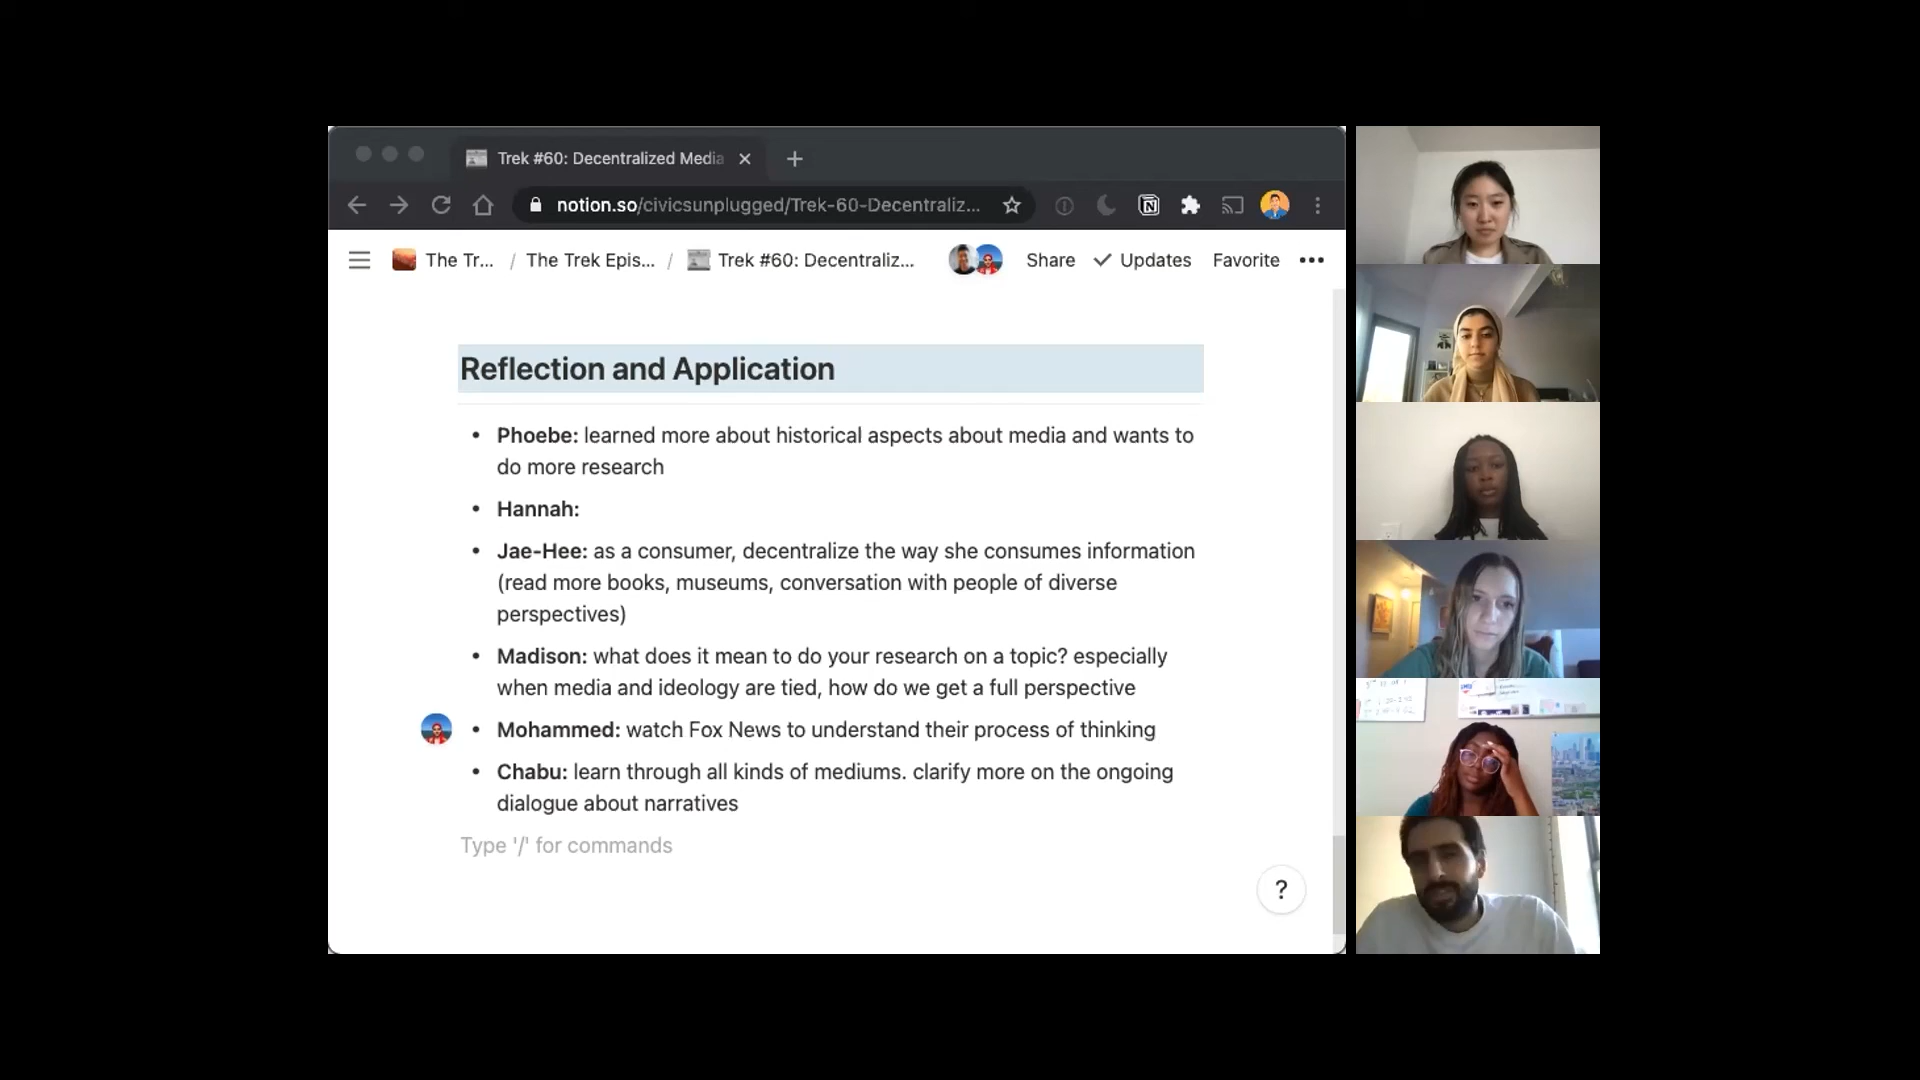 Trek #60: Decentralized Media
notion.so/civicsunplugged/Trek-60-Decentraliz...
The Tr... / The Trek Epis... / Trek #60: Decentraliz... Share Updates Favorite
Reflection and Application
• Phoebe: learned more about historical aspects about media and wants to
do more research
• Hannah:
• Jae-Hee: as a consumer, decentralize the way she consumes information
(read more books, museums, conversation with people of diverse
perspectives)
• Madison: what does it mean to do your research on a topic? especially
when media and ideology are tied, how do we get a full perspective
• Mohammed: watch Fox News to understand their process of thinking
• Chabu: learn through all kinds of mediums. clarify more on the ongoing
dialogue about narratives
Type '/' for commands
?